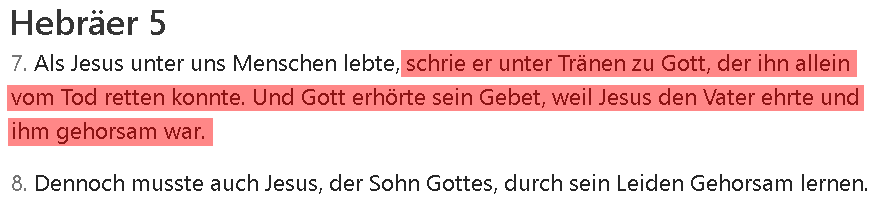 Hebräer 5
7. Als Jesus unter uns Menschen lebte, schrie er unter Tränen zu Gott, der ihn allein
vom Tod retten konnte. Und Gott erhörte sein Gebet, weil Jesus den Vater ehrte und
ihm gehorsam war.
8. Dennoch musste auch Jesus, der Sohn Gottes, durch sein Leiden Gehorsam lernen.